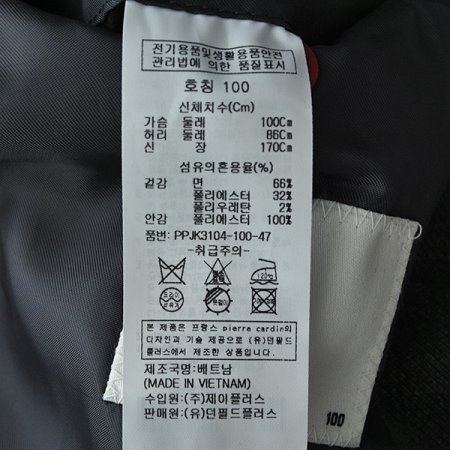 전기용품및생활용품안전
관리법에 의한 품질표시
호칭 100
신체치수(Cm)
가슴 둘레 100Cm
허리 둘레 86Cm
신 장 170Cm
섬유의혼용율(%)
겉감 면 66%
폴리에스터 32%
폴리우레탄 2%
안감 폴리에스터 100%
품번: PPJK3104-100-47
-취급주의-
본 제품은 프랑스 pierre cardin의
디자인과 기술 제공으로 (유)던필드
플러스에서 제조한 상품입니다.
제조국명:베트남
(MADE IN VIETNAM)
수입원:(주)제이플러스
판매원:(유)던필드플러스
100